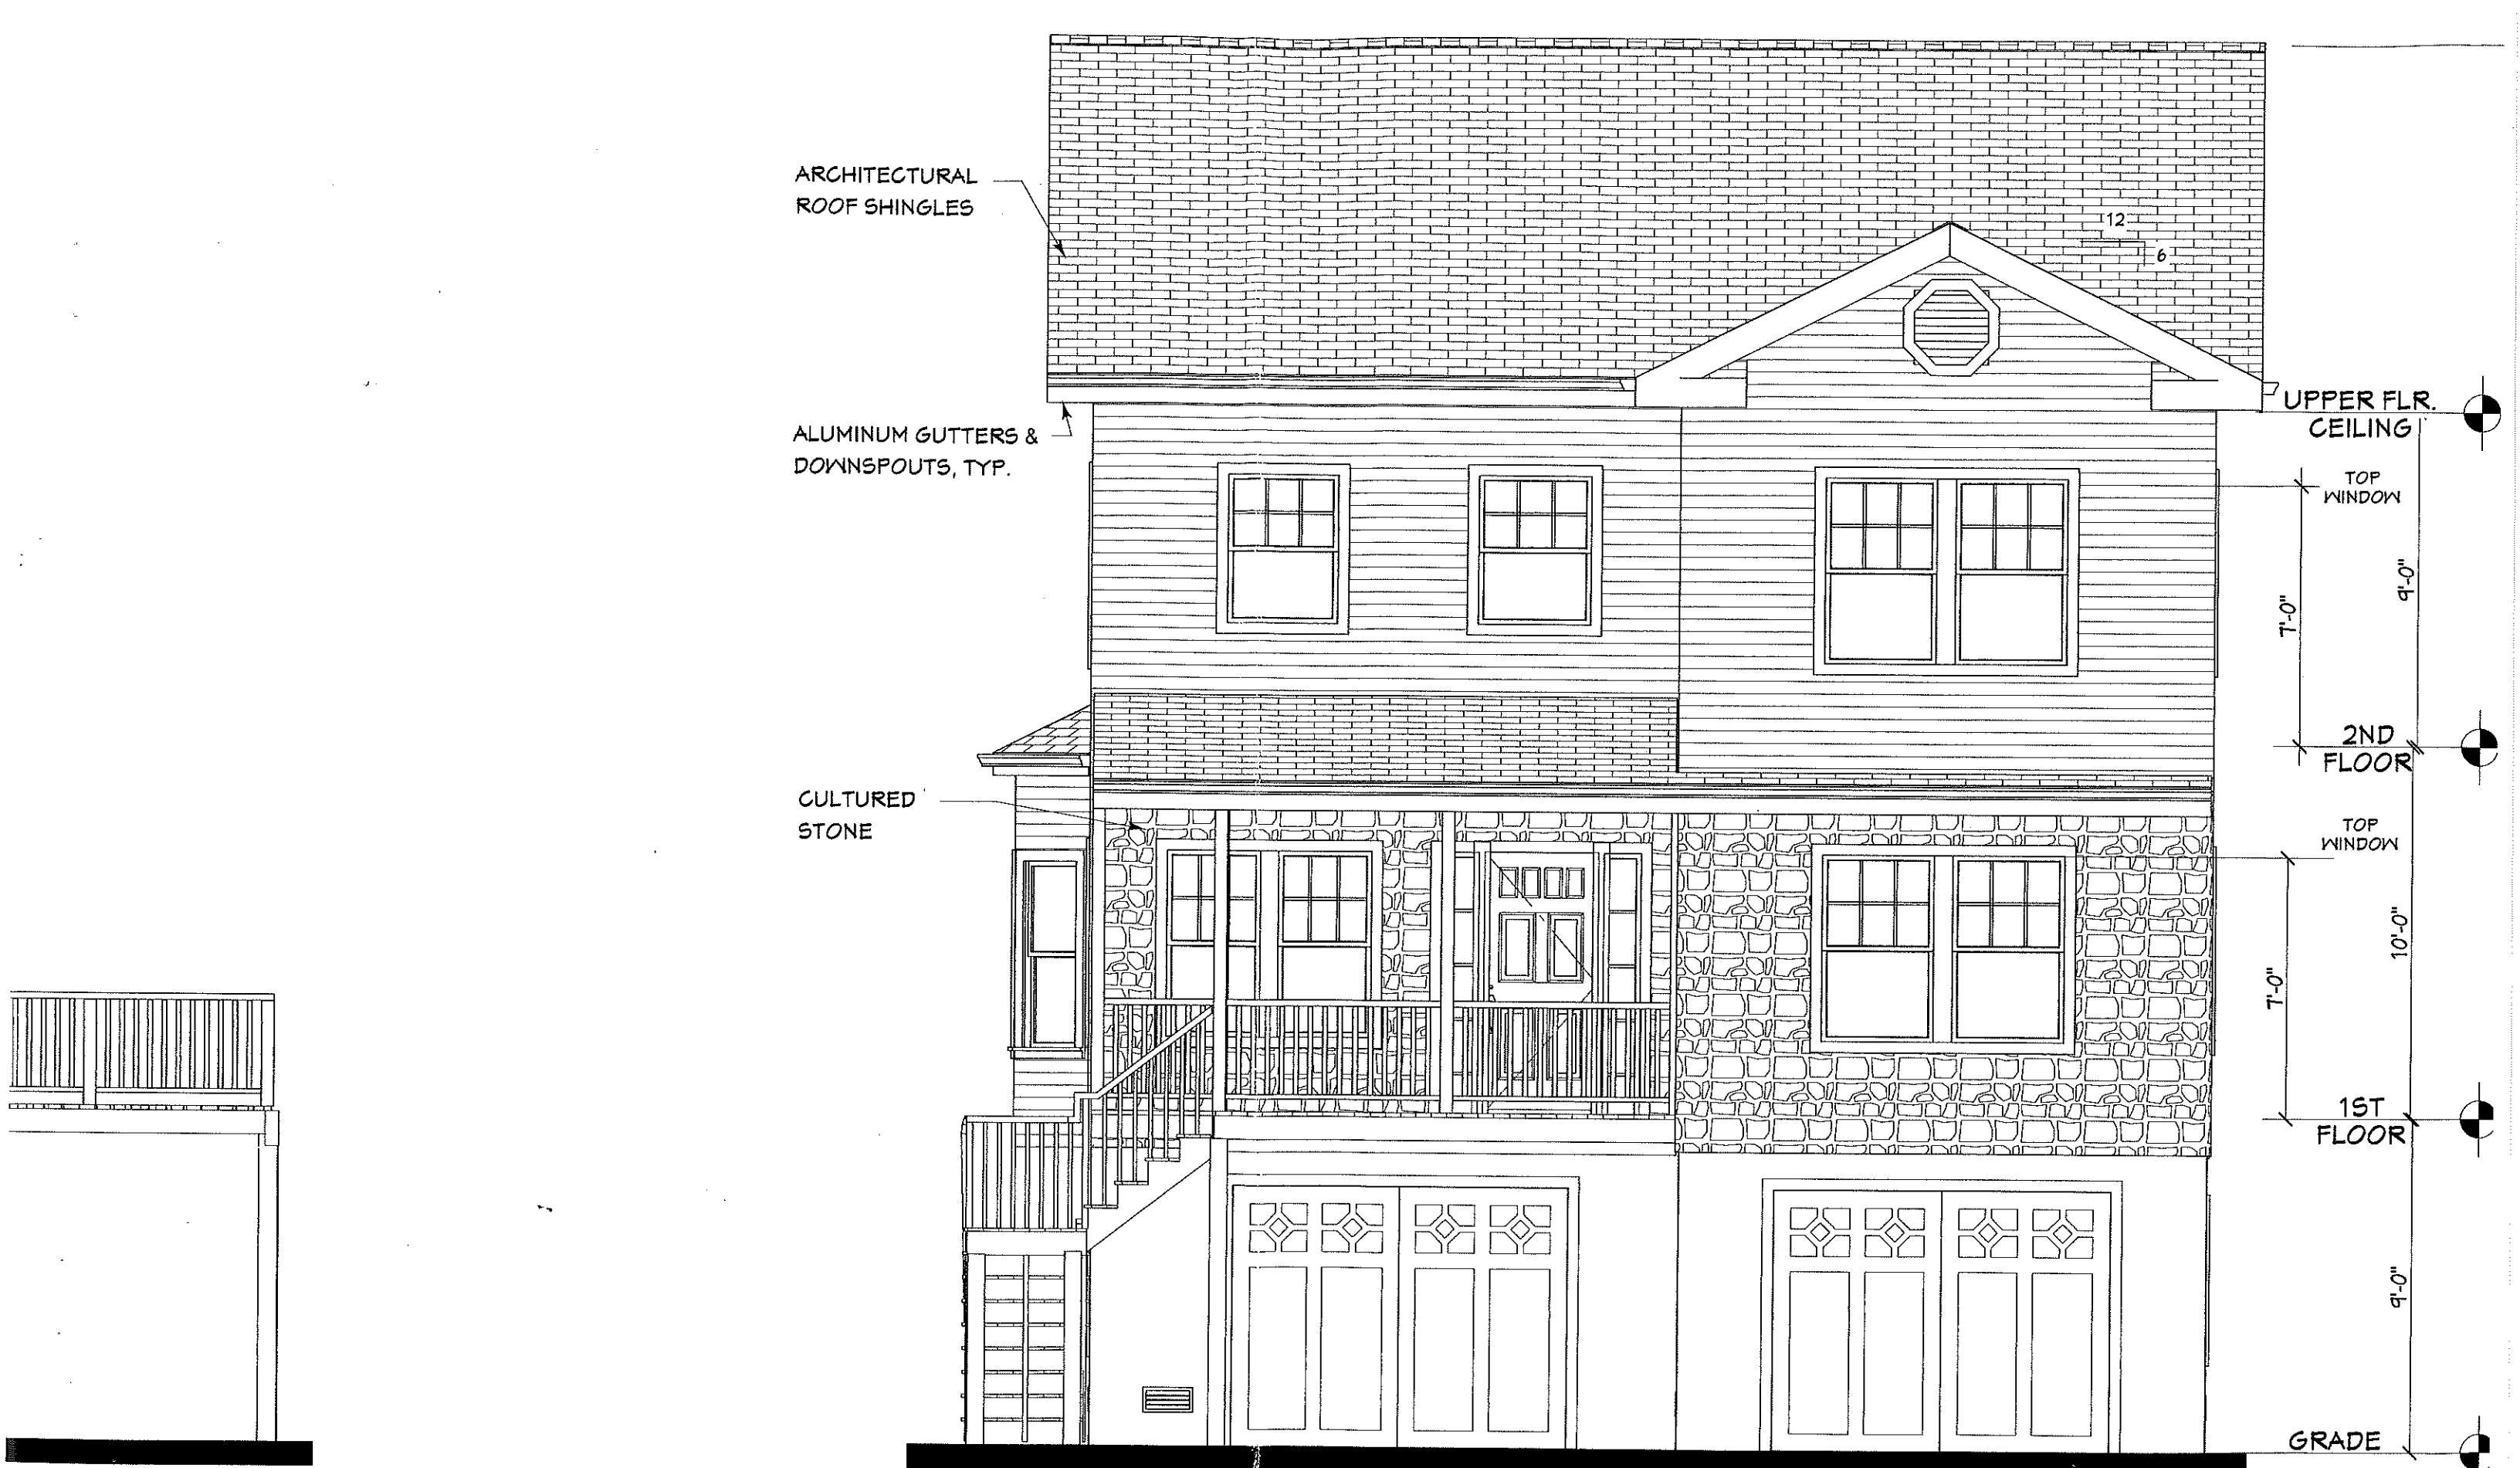 ARCHITECTURAL
ROOF SHINGLES
12
6
UPPER FLR.
CEILING
ALUMINUM GUTTERS &
DOWNSPOUTS, TYP.
TOP
WINDOW
9'-0"
7'-0"
2ND
FLOOR
CULTURED
STONE
TOP
WINDOW
10'-0"
7'-0"
1ST
FLOOR
9'-0"
GRADE